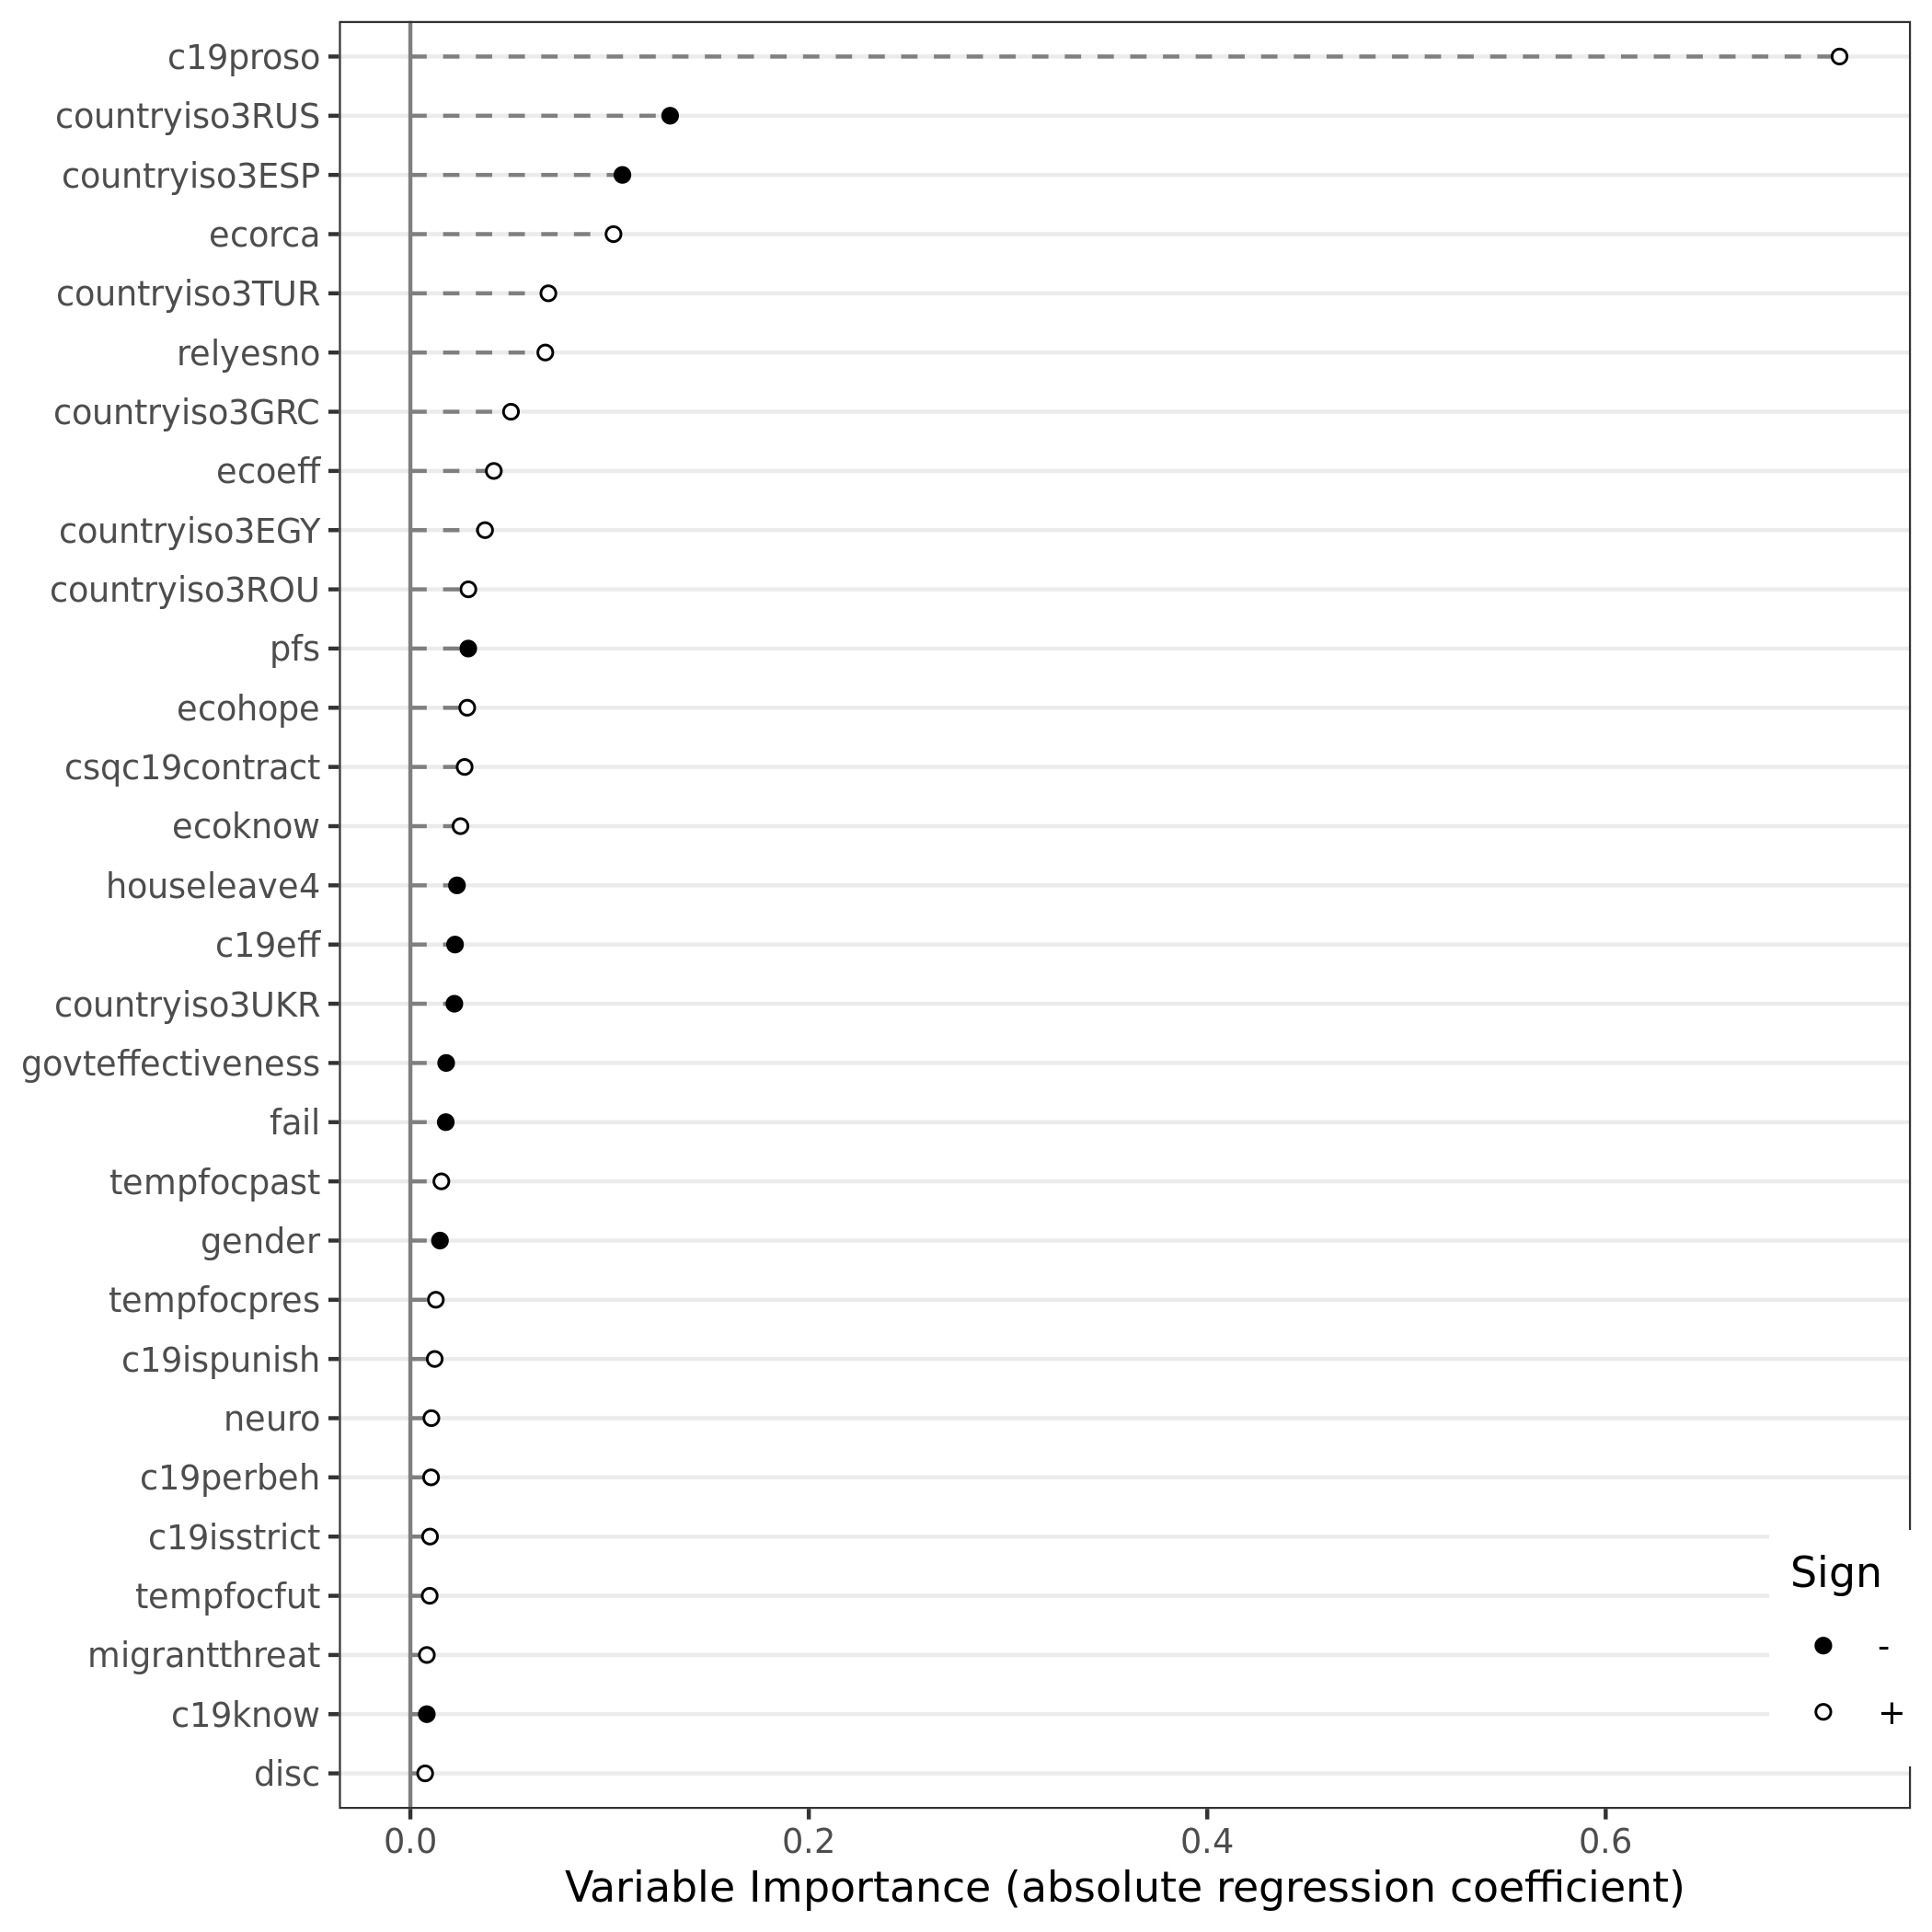 c19proso
countryiso3RUS
countryiso3ESP
ecorca
countryiso3TUR
relyesno
countryiso3GRC
ecoeff
countryiso3EGY
countryiso3ROU
pfs
ecohope
csqc19contract
ecoknow
houseleave4
c19eff
countryiso3UKR
govteffectiveness
fail
tempfocpast
gender
tempfocpres
c19ispunish
neuro
c19perbeh
c19isstrict
tempfocfut
migrantthreat
c19know
disc
Sign
-
+
0.0 0.2 0.4 0.6
Variable Importance (absolute regression coefficient)